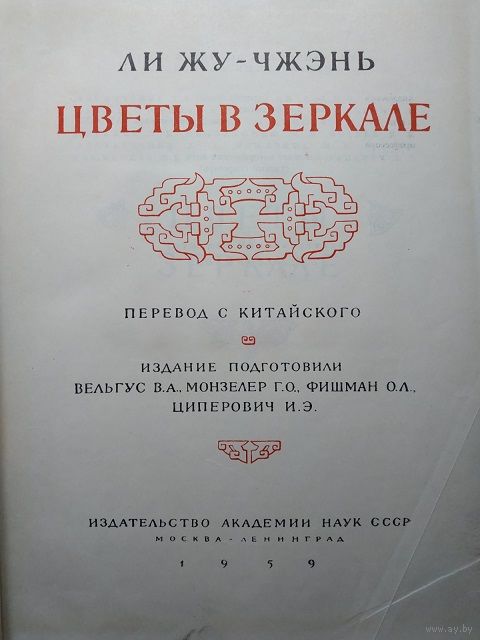 ЛИ ЖУ-ЧЖЭНЬ
ЦВЕТЫ В ЗЕРКАЛЕ
ПЕРЕВОД С КИТАЙСКОГО
ИЗДАНИЕ ПОДГОТОВИЛИ
ВЕЛЬГУС В.А., МОНЗЕЛЕР Г.О., ФИШМАН О.Л.,
ЦИПЕРОВИЧ И.Э.
ИЗДАТЕЛЬСТВО АКАДЕМИИ НАУК СССР
МОСКВА-ЛЕНИНГРАД
1959
www.ay.by